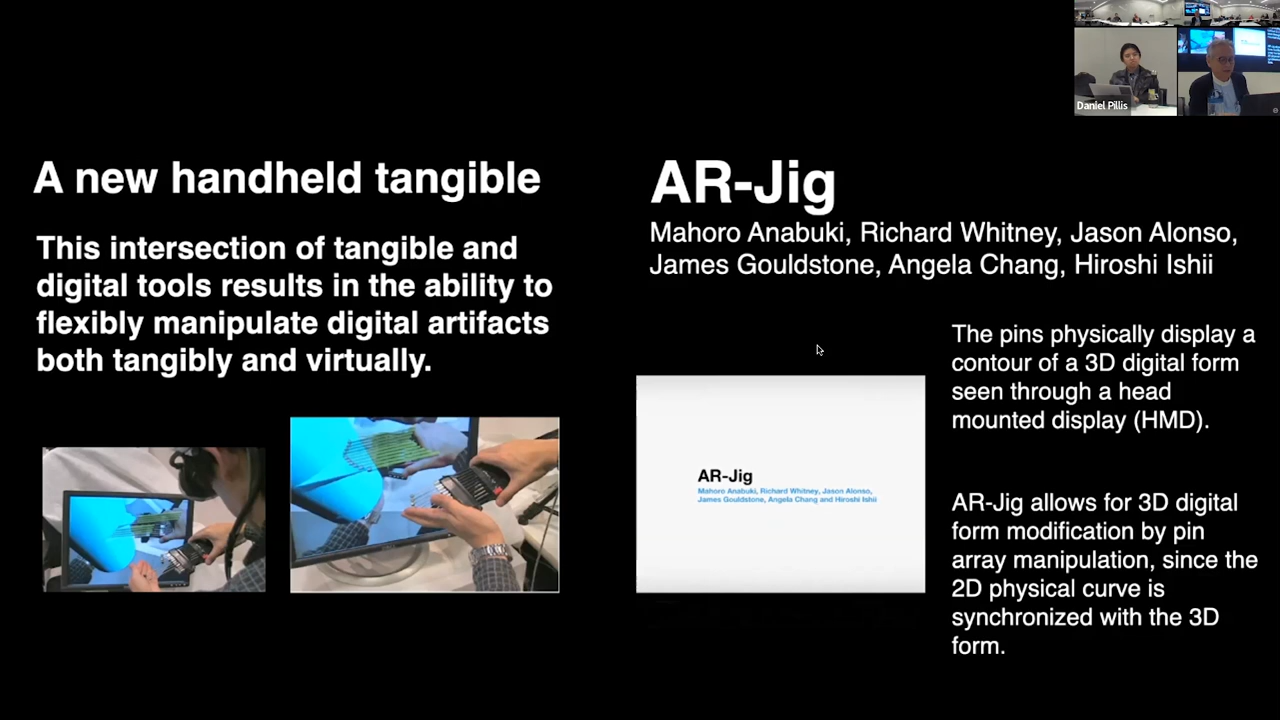 Daniel Pillis
A new handheld tangible
This intersection of tangible and
digital tools results in the ability to
flexibly manipulate digital artifacts
both tangibly and virtually.
AR-Jig
Mahoro Anabuki, Richard Whitney, Jason Alonso,
James Gouldstone, Angela Chang, Hiroshi Ishii
The pins physically display a
contour of a 3D digital form
seen through a head
mounted display (HMD).
AR-Jig
Mahoro Anabuki, Richard Whitney, Jason Alonso,
James Gouldstone, Angela Chang and Hiroshi Ishii
AR-Jig allows for 3D digital
form modification by pin
array manipulation, since the
2D physical curve is
synchronized with the 3D
form.